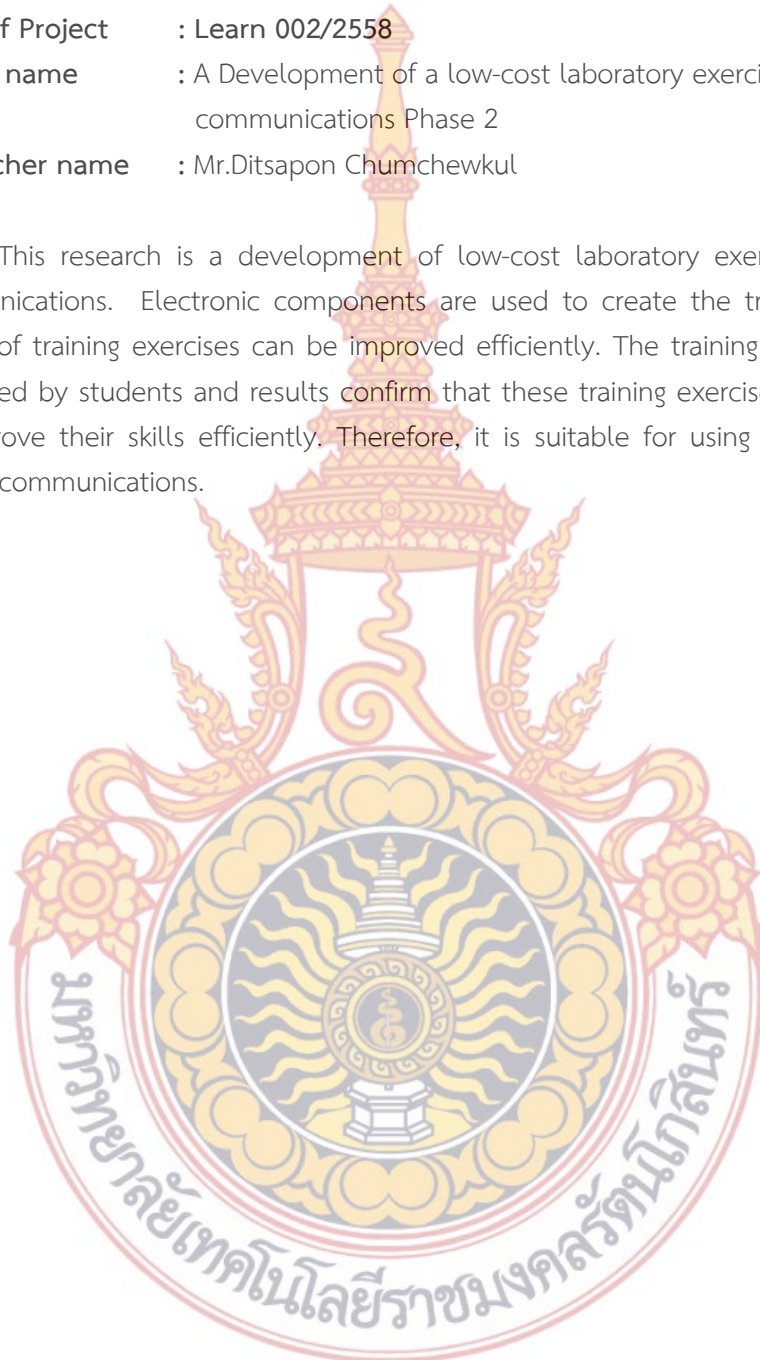 f Project : Learn 002/2558
name : A Development of a low-cost laboratory exerci
communications Phase 2
cher name : Mr.Ditsapon Chumchewkul
This research is a development of low-cost laboratory exer
nications. Electronic components are used to create the tr
of training exercises can be improved efficiently. The training
ed by students and results confirm that these training exercise
rove their skills efficiently. Therefore, it is suitable for using
communications.
มหาวิทยาลัยเทคโนโลยีราชมงคลรัตนโกสินทร์